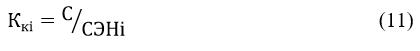 Ккі = С/СЭНі (11)